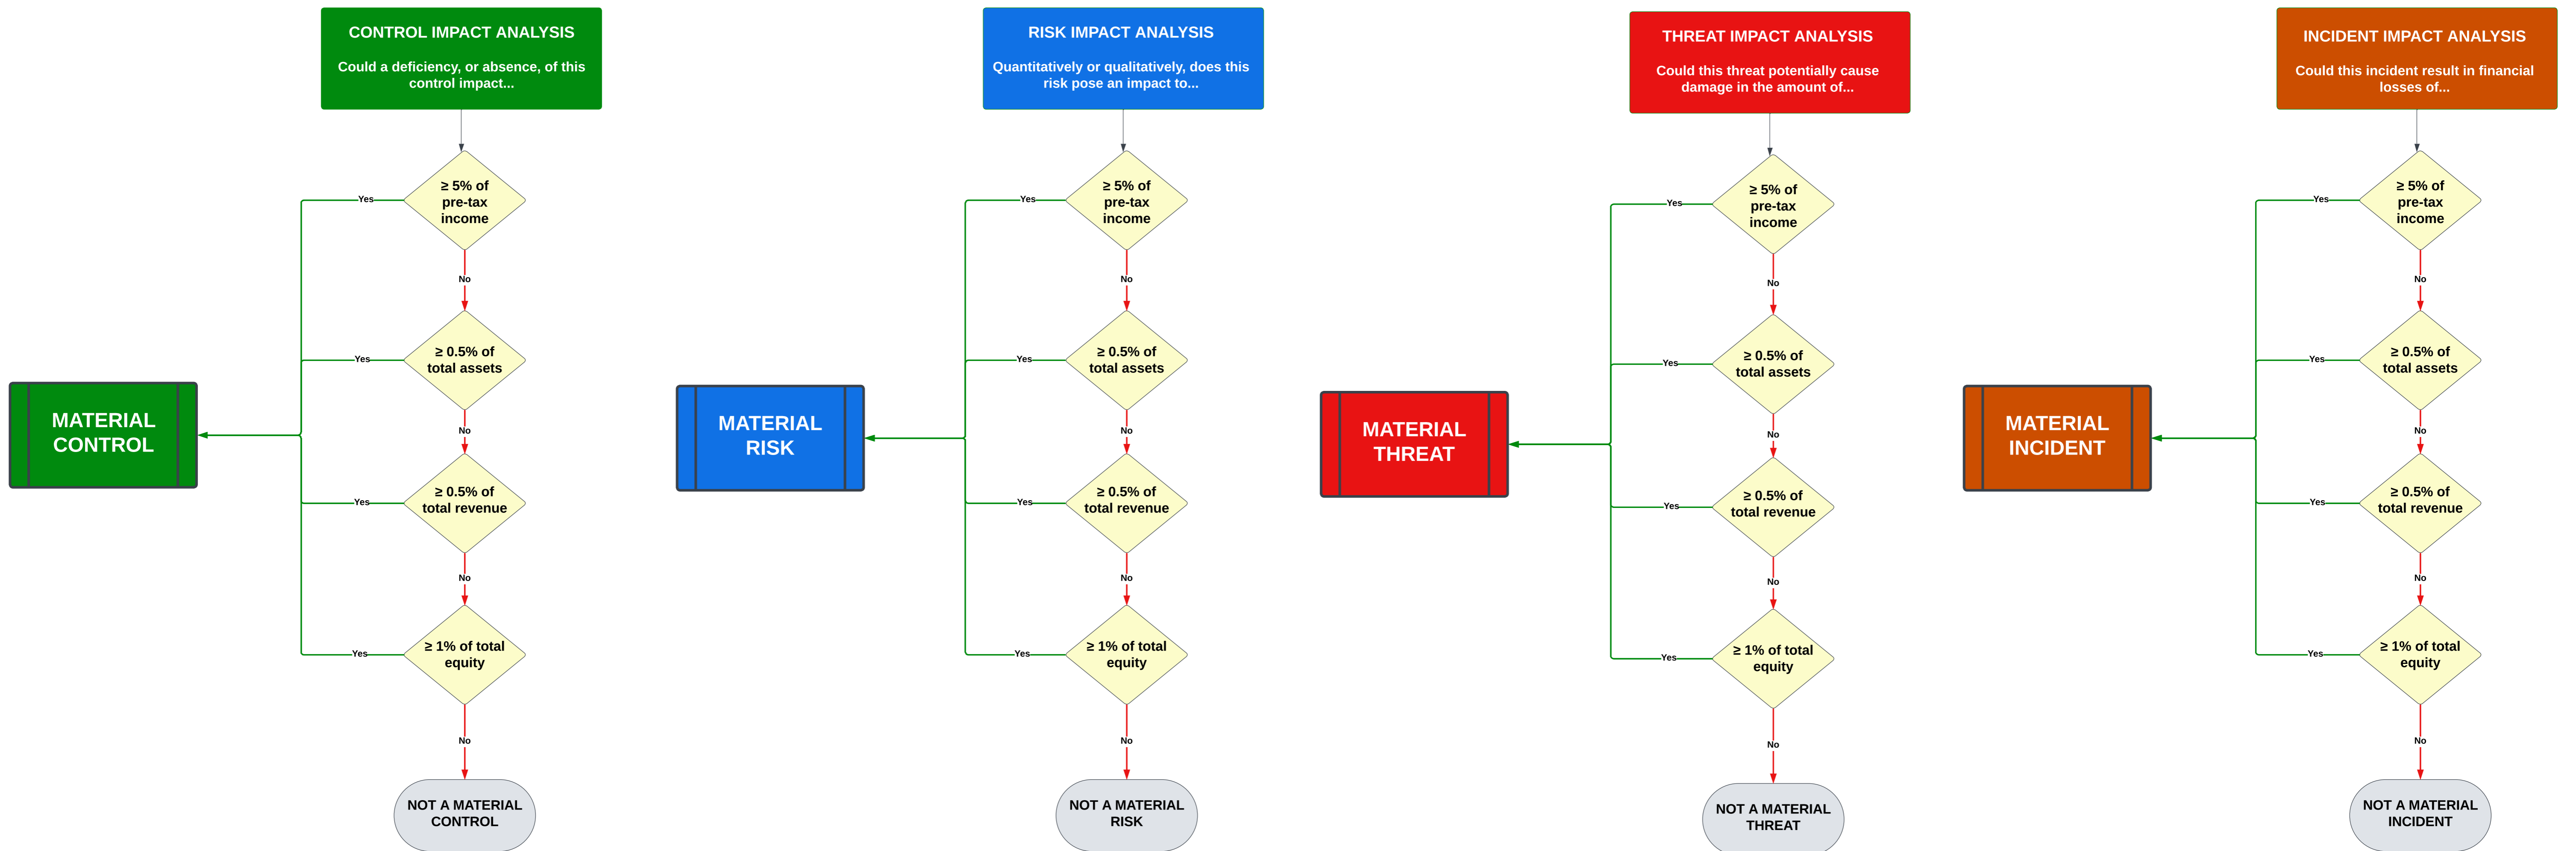 CONTROL IMPACT ANALYSIS
Could a deficiency, or absence, of this
control impact...
≥ 5% of
pre-tax
income
Yes
No
≥ 0.5% of
total assets
Yes
No
MATERIAL
CONTROL
≥ 0.5% of
total revenue
Yes
No
≥ 1% of total
equity
Yes
No
NOT A MATERIAL
CONTROL
RISK IMPACT ANALYSIS
Quantitatively or qualitatively, does this
risk pose an impact to...
≥ 5% of
pre-tax
income
Yes
No
≥ 0.5% of
total assets
Yes
No
MATERIAL
RISK
≥ 0.5% of
total revenue
Yes
No
≥ 1% of total
equity
Yes
No
NOT A MATERIAL
RISK
THREAT IMPACT ANALYSIS
Could this threat potentially cause
damage in the amount of...
≥ 5% of
pre-tax
income
Yes
No
≥ 0.5% of
total assets
Yes
No
MATERIAL
THREAT
≥ 0.5% of
total revenue
Yes
No
≥ 1% of total
equity
Yes
No
NOT A MATERIAL
THREAT
INCIDENT IMPACT ANALYSIS
Could this incident result in financial
losses of...
≥ 5% of
pre-tax
income
Yes
No
≥ 0.5% of
total assets
Yes
No
MATERIAL
INCIDENT
≥ 0.5% of
total revenue
Yes
No
≥ 1% of total
equity
Yes
No
NOT A MATERIAL
INCIDENT